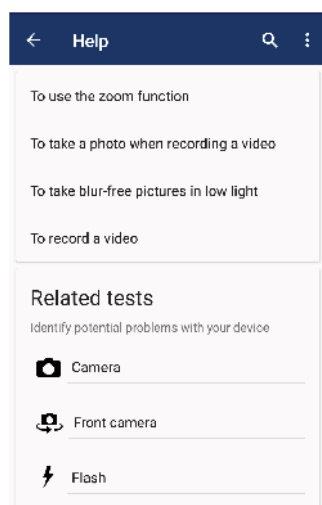 Help
To use the zoom function
To take a photo when recording a video
To take blur-free pictures in low light
To record a video
Related tests
Identify potential problems with your device
Camera
Front camera
Flash